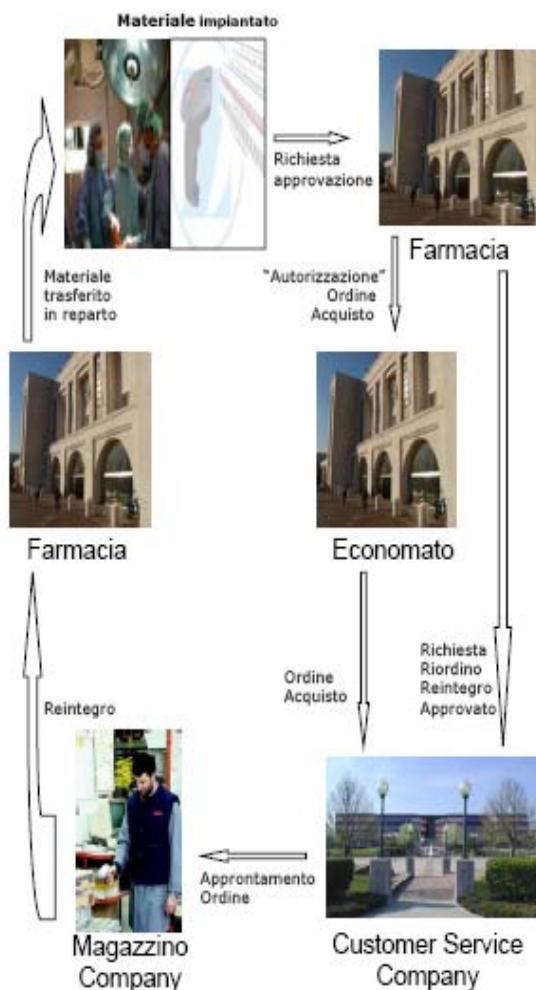 Materiale impiantato
Richiesta
approvazione
Farmacia
Materiale
trasferito
in reparto
"Autorizzazione"
Ordine
Acquisto
Farmacia
Economato
Richiesta
Riordino
Reintegro
Approvato
Ordine
Acquisto
Reintegro
Approntamento
Ordine
Magazzino
Company
Customer Service
Company